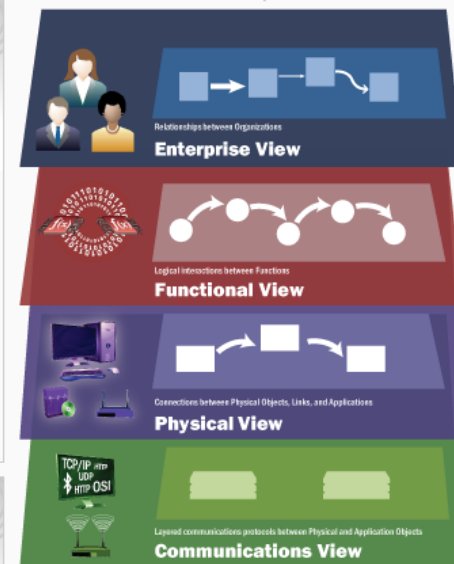 Relationships between Organizations
Enterprise View
01011101010110
f(x)
f(x)
Logical interactions between Functions
Functional View
Connections between Physical Objects, Links, and Applications
Physical View
TCP/IP HTTP
UDP
HTTP OSI
Layered communications protocols between Physical and Application Objects
Communications View